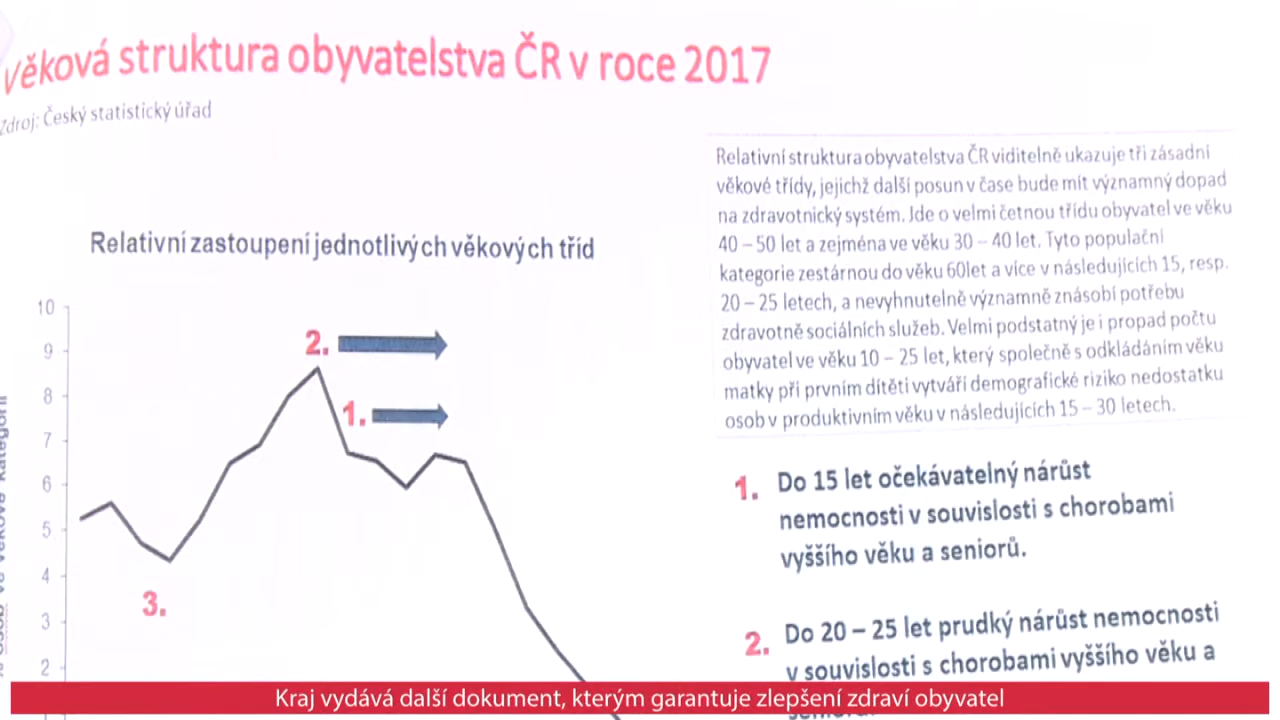 Věková struktura obyvatelstva ČR v roce 2017
Zdroj: Český statistický úřad
Relativní struktura obyvatelstva ČR viditelně ukazuje tři zásadní
věkové třídy, jejichž další posun v čase bude mít významný dopad
na zdravotnický systém. Jde o velmi četnou třídu obyvatel ve věku
40 – 50 let a zejména ve věku 30 – 40 let. Tyto populační
kategorie zestárnou do věku 60let a více v následujících 15, resp.
20 – 25 letech, a nevyhnutelně významně znásobí potřebu
zdravotně sociálních služeb. Velmi podstatný je i propad počtu
obyvatel ve věku 10 – 25 let, který společně s odkládáním věku
matky při prvním dítěti vytváří demografické riziko nedostatku
osob v produktivním věku v následujících 15 – 30 letech.
Relativní zastoupení jednotlivých věkových tříd
10
9
8
7
6
5
4
3
2
% osob ve věkové kategorii
2.
1.
3.
1. Do 15 let očekávatelný nárůst
nemocnosti v souvislosti s chorobami
vyššího věku a seniorů.
2. Do 20 – 25 let prudký nárůst nemocnosti
v souvislosti s chorobami vyššího věku a
Kraj vydává další dokument, kterým garantuje zlepšení zdraví obyvatel